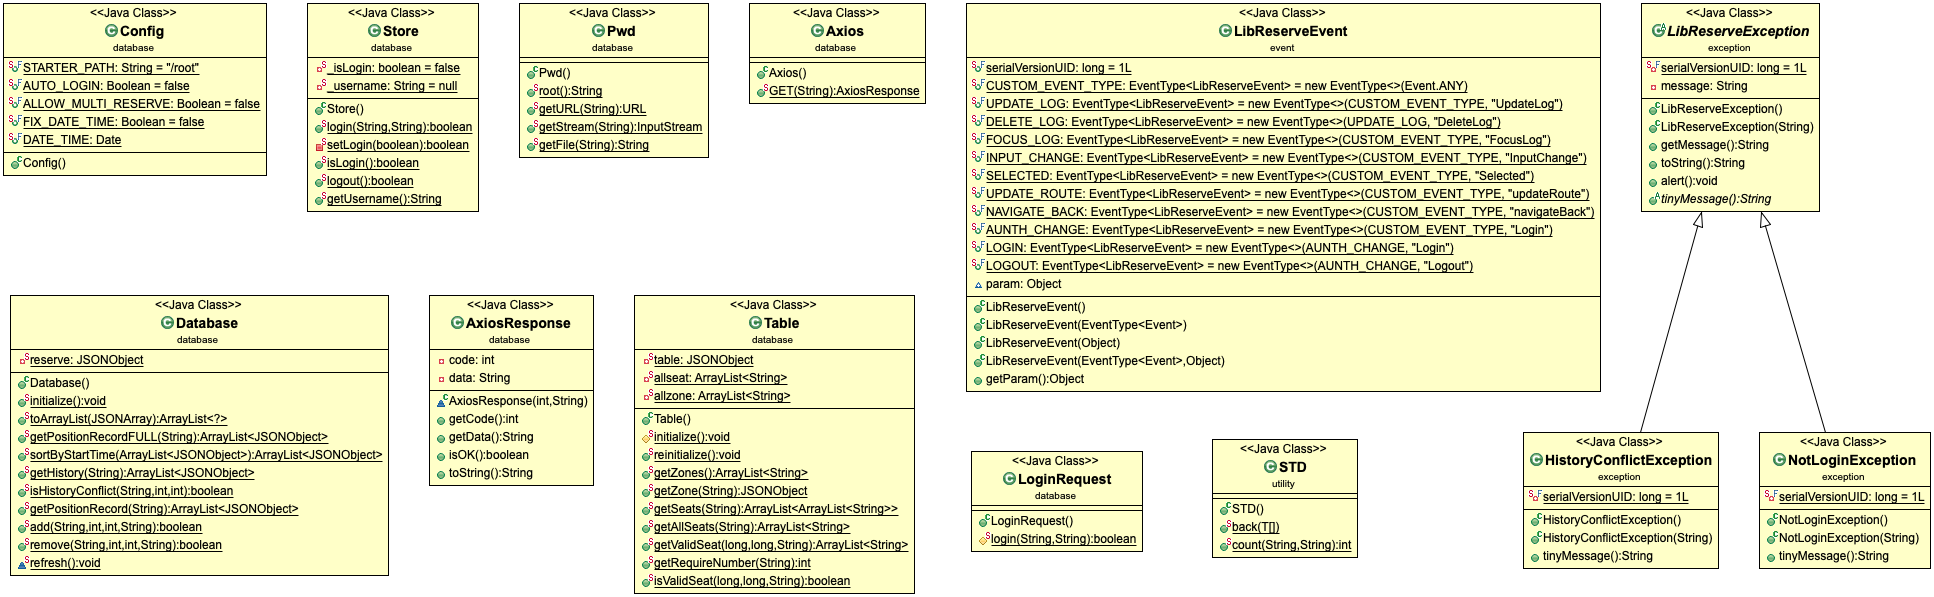 <<Java Class>>
Config
database
STARTER_PATH: String = "/root"
AUTO_LOGIN: Boolean = false
ALLOW_MULTI_RESERVE: Boolean = false
FIX_DATE_TIME: Boolean = false
DATE_TIME: Date
Config()
<<Java Class>>
Store
database
_isLogin: boolean = false
_username: String = null
Store()
login(String,String):boolean
setLogin(boolean):boolean
isLogin():boolean
logout():boolean
getUsername():String
<<Java Class>>
Pwd
database
Pwd()
root():String
getURL(String):URL
getStream(String):InputStream
getFile(String):String
<<Java Class>>
Axios
database
Axios()
GET(String):AxiosResponse
<<Java Class>>
LibReserveEvent
event
serialVersionUID: long = 1L
CUSTOM_EVENT_TYPE: EventType<LibReserveEvent> = new EventType<>(Event.ANY)
UPDATE_LOG: EventType<LibReserveEvent> = new EventType<>(CUSTOM_EVENT_TYPE, "UpdateLog")
DELETE_LOG: EventType<LibReserveEvent> = new EventType<>(UPDATE_LOG, "DeleteLog")
FOCUS_LOG: EventType<LibReserveEvent> = new EventType<>(CUSTOM_EVENT_TYPE, "FocusLog")
INPUT_CHANGE: EventType<LibReserveEvent> = new EventType<>(CUSTOM_EVENT_TYPE, "InputChange")
SELECTED: EventType<LibReserveEvent> = new EventType<>(CUSTOM_EVENT_TYPE, "Selected")
UPDATE_ROUTE: EventType<LibReserveEvent> = new EventType<>(CUSTOM_EVENT_TYPE, "updateRoute")
NAVIGATE_BACK: EventType<LibReserveEvent> = new EventType<>(CUSTOM_EVENT_TYPE, "navigateBack")
AUNTH_CHANGE: EventType<LibReserveEvent> = new EventType<>(CUSTOM_EVENT_TYPE, "Login")
LOGIN: EventType<LibReserveEvent> = new EventType<>(AUNTH_CHANGE, "Login")
LOGOUT: EventType<LibReserveEvent> = new EventType<>(AUNTH_CHANGE, "Logout")
param: Object
LibReserveEvent()
LibReserveEvent(EventType<Event>)
LibReserveEvent(Object)
LibReserveEvent(EventType<Event>,Object)
getParam():Object
<<Java Class>>
LibReserveException
exception
serialVersionUID: long = 1L
message: String
LibReserveException()
LibReserveException(String)
getMessage():String
toString():String
alert():void
tinyMessage():String
<<Java Class>>
Database
database
reserve: JSONObject
Database()
initialize():void
toArrayList(JSONArray):ArrayList<?>
getPositionRecordFULL(String):ArrayList<JSONObject>
sortByStartTime(ArrayList<JSONObject>):ArrayList<JSONObject>
getHistory(String):ArrayList<JSONObject>
isHistoryConflict(String,int,int):boolean
getPositionRecord(String):ArrayList<JSONObject>
add(String,int,int,String):boolean
remove(String,int,int,String):boolean
refresh():void
<<Java Class>>
AxiosResponse
database
code: int
data: String
AxiosResponse(int,String)
getCode():int
getData():String
isOK():boolean
toString():String
<<Java Class>>
Table
database
table: JSONObject
allseat: ArrayList<String>
allzone: ArrayList<String>
Table()
initialize():void
reinitialize():void
getZones():ArrayList<String>
getZone(String):JSONObject
getSeats(String):ArrayList<ArrayList<String>>
getAllSeats(String):ArrayList<String>
getValidSeat(long,long,String):ArrayList<String>
getRequireNumber(String):int
isValidSeat(long,long,String):boolean
<<Java Class>>
LoginRequest
database
LoginRequest()
login(String,String):boolean
<<Java Class>>
STD
utility
STD()
back(T[])
count(String,String):int
<<Java Class>>
HistoryConflictException
exception
serialVersionUID: long = 1L
HistoryConflictException()
HistoryConflictException(String)
tinyMessage():String
<<Java Class>>
NotLoginException
exception
serialVersionUID: long = 1L
NotLoginException()
NotLoginException(String)
tinyMessage():String